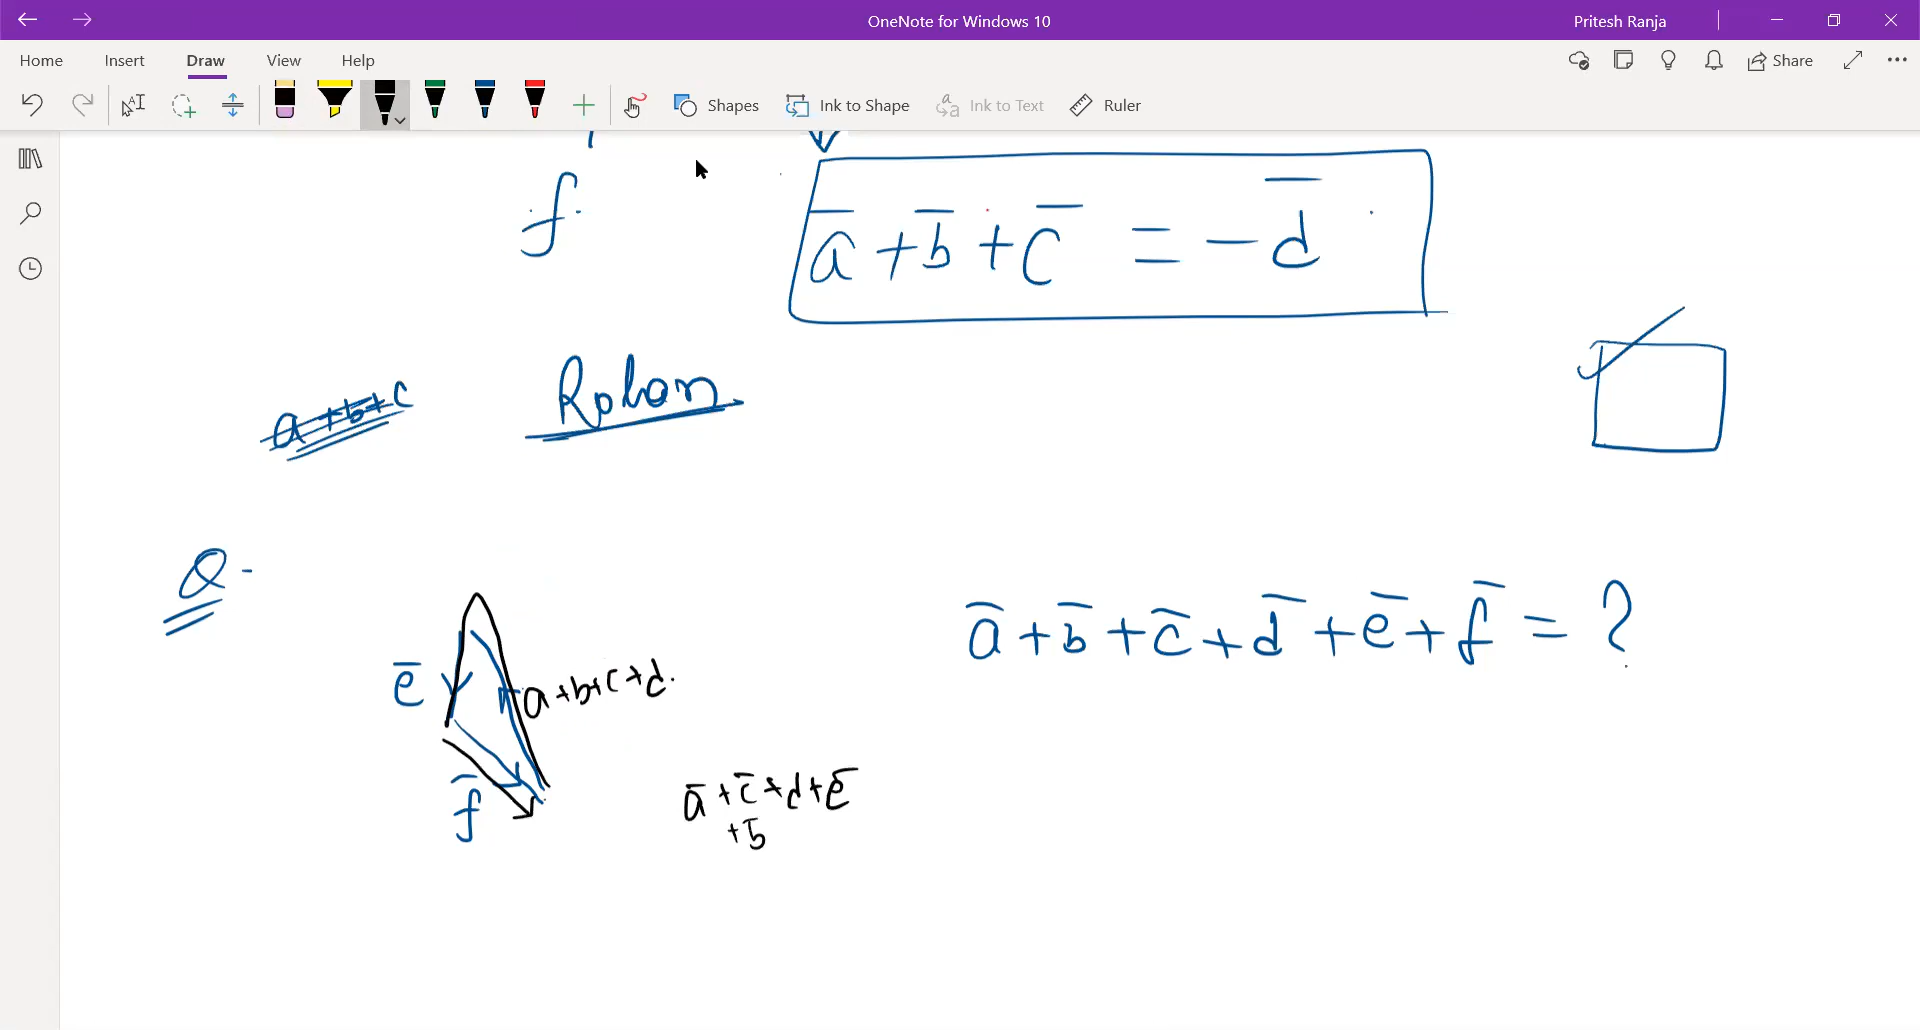 OneNote for Windows 10
Pritesh Ranja
Home Insert Draw View Help
Share
Shapes Ink to Shape Ink to Text Ruler
f
a̅ + b̅ + c̅ = -d̅
a+b+c
Rohan
Q-
a̅ + b̅ + c̅ + d̅ + e̅ + f̅ = ?
e̅
a+b+c+d.
f̅
a̅ + c̅ + d + e̅
+ b̅